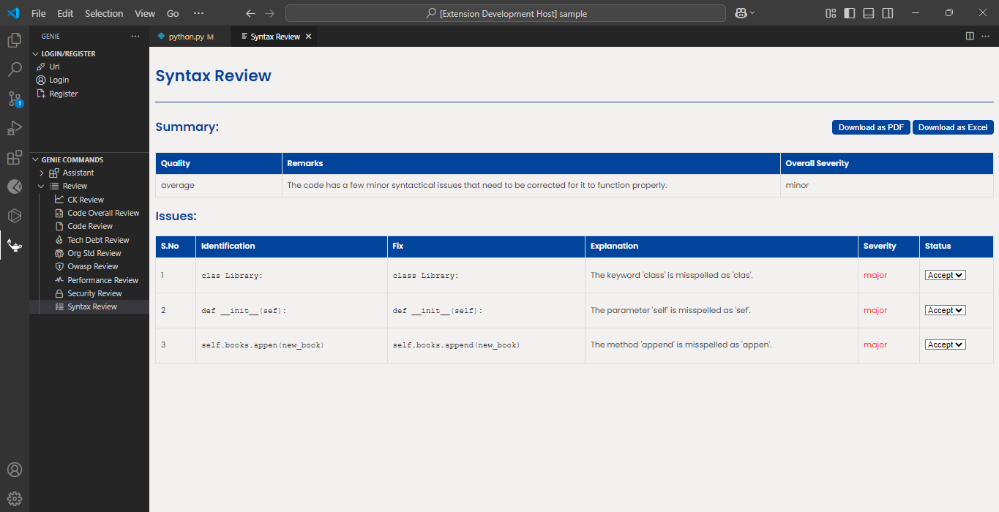 File Edit Selection View Go ··· [Extension Development Host] sample
GENIE ··· python.py M Syntax Review
LOGIN/REGISTER
Url
Login
Register
1
GENIE COMMANDS
Assistant
Review
CK Review
Code Overall Review
Code Review
Tech Debt Review
Org Std Review
Owasp Review
Performance Review
Security Review
Syntax Review
Syntax Review
Summary: Download as PDF Download as Excel
Quality Remarks Overall Severity
average The code has a few minor syntactical issues that need to be corrected for it to function properly. minor
Issues:
S.No Identification Fix Explanation Severity Status
1 clas Library: class Library: The keyword 'class' is misspelled as 'clas'. major Accept
2 def __init__(sef): def __init__(self): The parameter 'self' is misspelled as 'sef'. major Accept
3 self.books.appen(new_book) self.books.append(new_book) The method 'append' is misspelled as 'appen'. major Accept